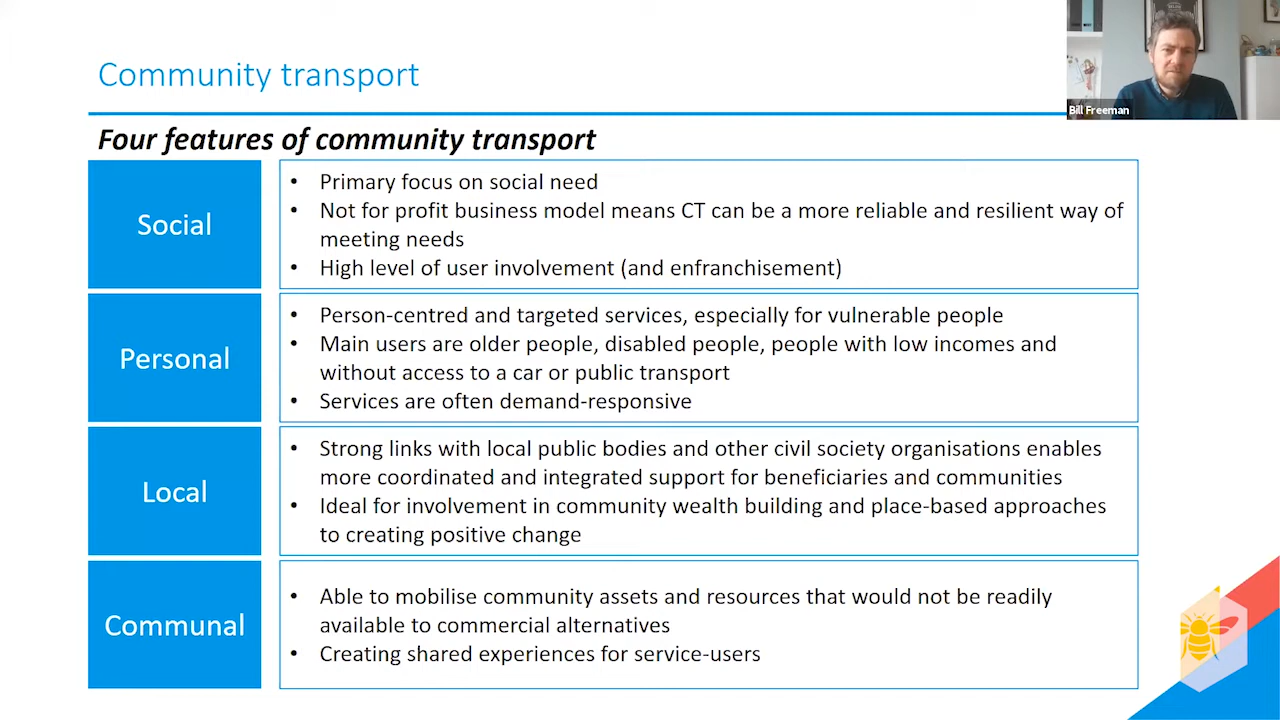 Community transport
Bill Freeman
Four features of community transport
Social
• Primary focus on social need
• Not for profit business model means CT can be a more reliable and resilient way of
meeting needs
• High level of user involvement (and enfranchisement)
Personal
• Person-centred and targeted services, especially for vulnerable people
• Main users are older people, disabled people, people with low incomes and
without access to a car or public transport
• Services are often demand-responsive
Local
• Strong links with local public bodies and other civil society organisations enables
more coordinated and integrated support for beneficiaries and communities
• Ideal for involvement in community wealth building and place-based approaches
to creating positive change
Communal
• Able to mobilise community assets and resources that would not be readily
available to commercial alternatives
• Creating shared experiences for service-users